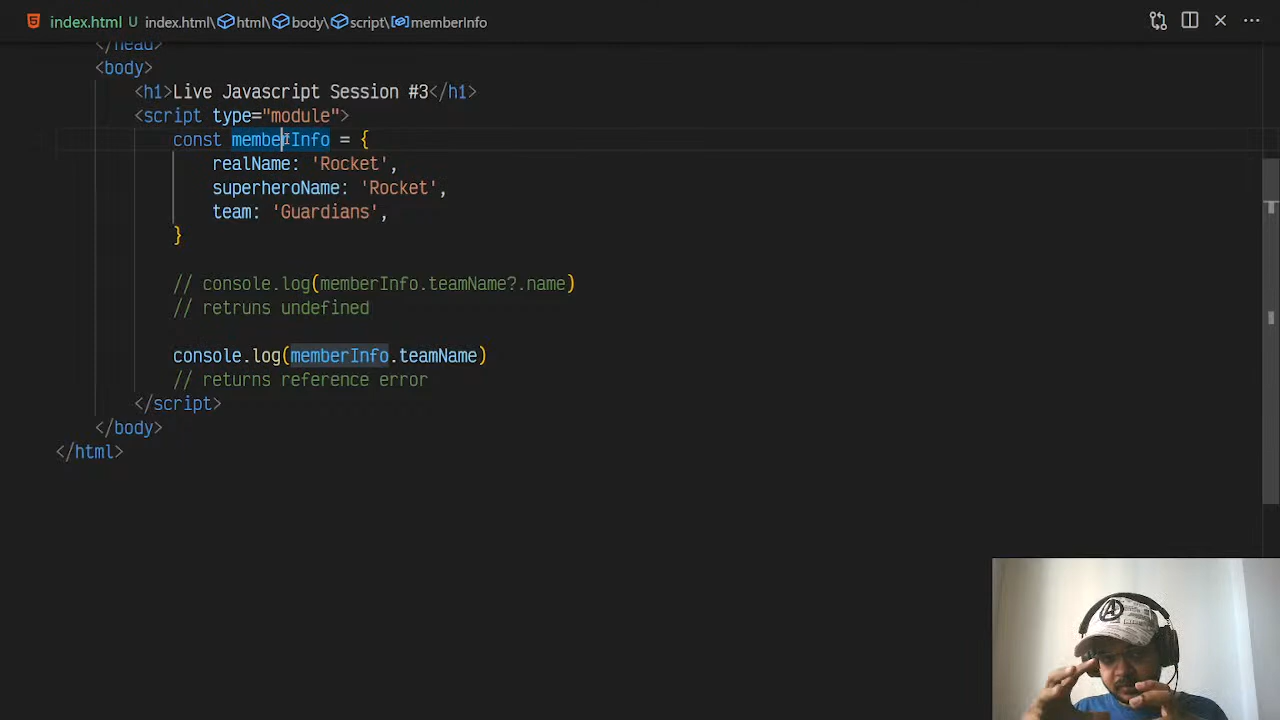 index.html U index.html\html\body\script\memberInfo
</head>
<body>
<h1>Live Javascript Session #3</h1>
<script type="module">
const memberInfo = {
realName: 'Rocket',
superheroName: 'Rocket',
team: 'Guardians',
}
// console.log(memberInfo.teamName?.name)
// retruns undefined
console.log(memberInfo.teamName)
// returns reference error
</script>
</body>
</html>